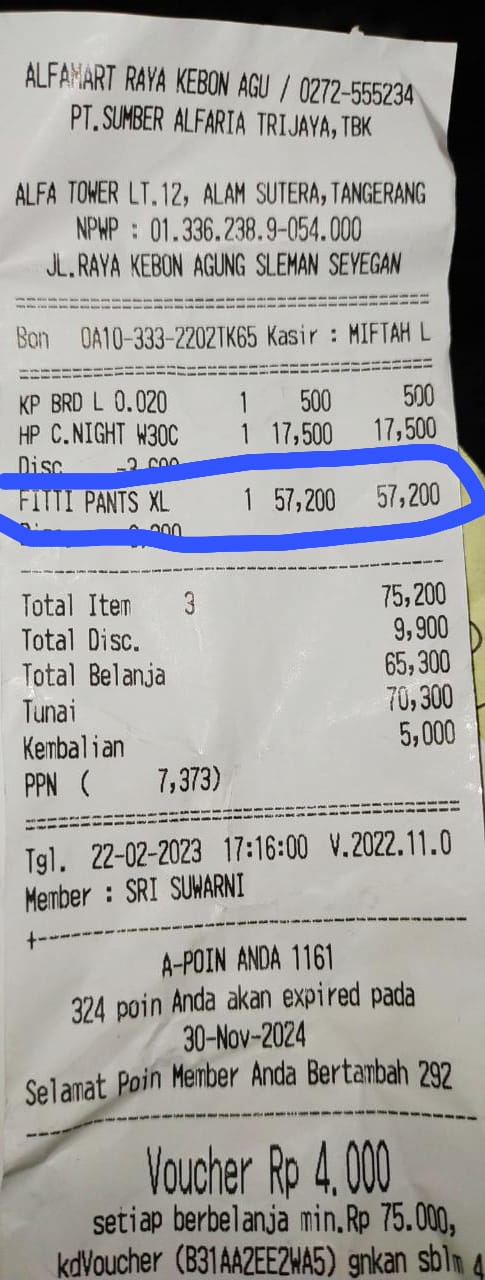 ALFAMART RAYA KEBON AGU / 0272-555234
PT.SUMBER ALFARIA TRIJAYA,TBK
ALFA TOWER LT.12, ALAM SUTERA,TANGERANG
NPWP : 01.336.238.9-054.000
JL.RAYA KEBON AGUNG SLEMAN SEYEGAN
Bon 0A10-333-2202TK65 Kasir : MIFTAH L
KP BRD L 0.020 1 500 500
HP C.NIGHT W30C 1 17,500 17,500
Disc
FITTI PANTS XL 1 57,200 57,200
Total Item 3 75,200
Total Disc. 9,900
Total Belanja 65,300
Tunai 70,300
Kembalian 5,000
PPN ( 7,373)
Tgl. 22-02-2023 17:16:00 V.2022.11.0
Member : SRI SUWARNI
A-POIN ANDA 1161
324 poin Anda akan expired pada
30-Nov-2024
Selamat Poin Member Anda Bertambah 292
Voucher Rp 4.000
setiap berbelanja min.Rp 75.000,
kdVoucher (B31AA2EE2WA5) gnkan sblm 4